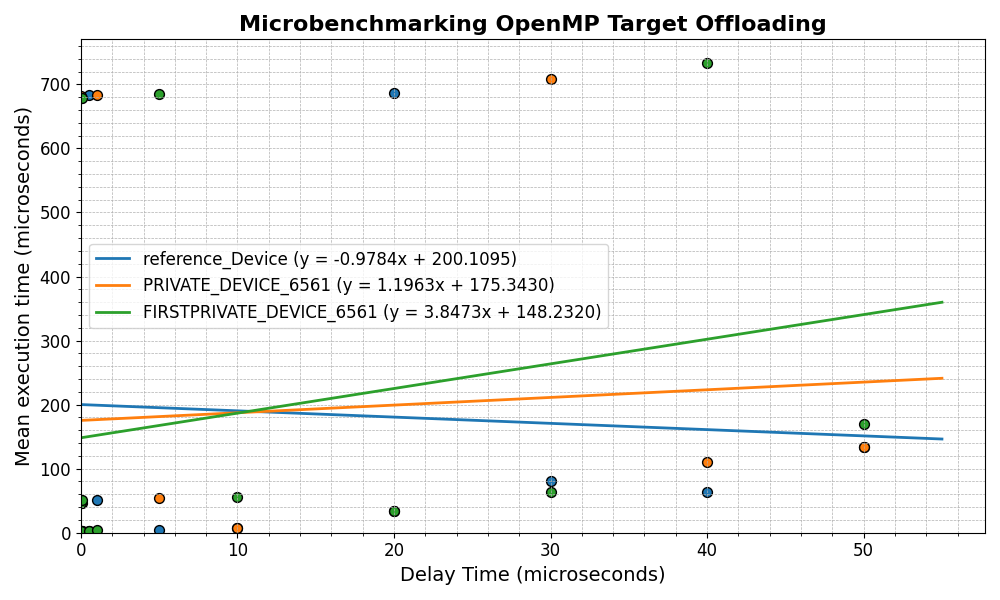 Microbenchmarking OpenMP Target Offloading
Mean execution time (microseconds)
700
600
500
400
300
200
100
0
reference_Device (y = -0.9784x + 200.1095)
PRIVATE_DEVICE_6561 (y = 1.1963x + 175.3430)
FIRSTPRIVATE_DEVICE_6561 (y = 3.8473x + 148.2320)
0 10 20 30 40 50
Delay Time (microseconds)